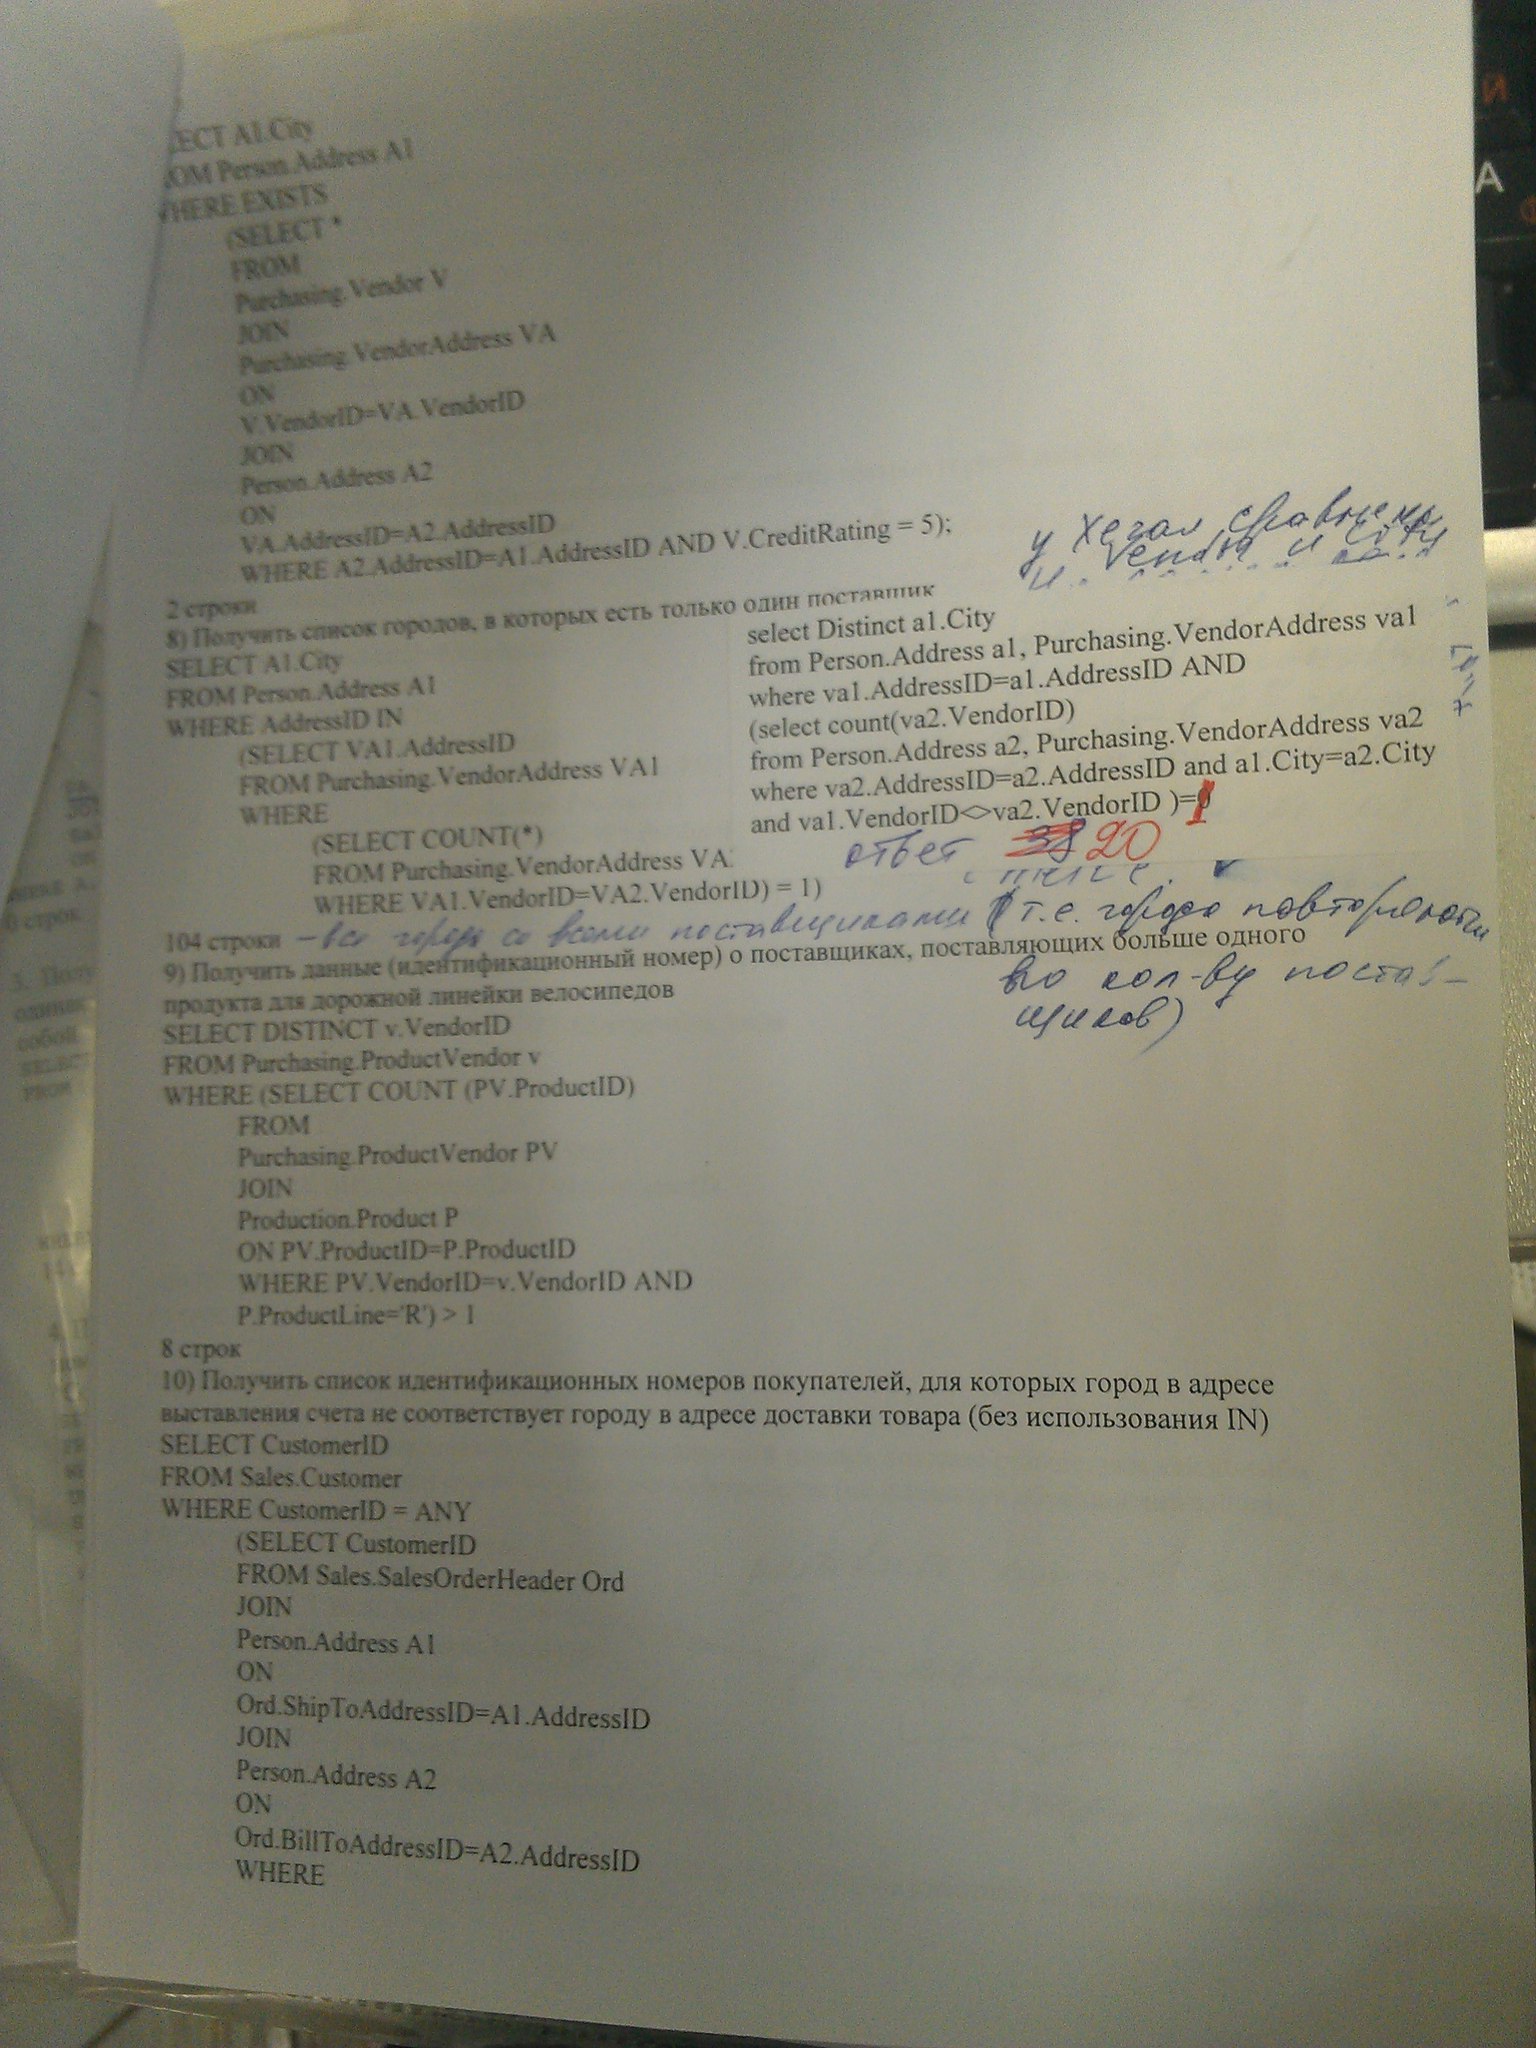 ECT A1.City
OM Person.Address A1
HERE EXISTS
(SELECT *
FROM
Purchasing.Vendor V
JOIN
Purchasing.VendorAddress VA
ON
V.VendorID=VA.VendorID
JOIN
Person.Address A2
ON
VA.AddressID=A2.AddressID
WHERE A2.AddressID=A1.AddressID AND V.CreditRating = 5);
2 строки
8) Получить список городов, в которых есть только один поставщик
SELECT A1.City
FROM Person.Address A1
WHERE AddressID IN
(SELECT VA1.AddressID
FROM Purchasing.VendorAddress VA1
WHERE
(SELECT COUNT(*)
FROM Purchasing.VendorAddress VA
WHERE VA1.VendorID=VA2.VendorID) = 1)
select Distinct a1.City
from Person.Address a1, Purchasing.VendorAddress va1
where va1.AddressID=a1.AddressID AND
(select count(va2.VendorID)
from Person.Address a2, Purchasing.VendorAddress va2
where va2.AddressID=a2.AddressID and a1.City=a2.City
and va1.VendorID<>va2.VendorID )=1
ответ 20
104 строки – все города со всеми поставщиками (т.е. города повторяются
по кол-ву постав-
щиков)
9) Получить данные (идентификационный номер) о поставщиках, поставляющих больше одного
продукта для дорожной линейки велосипедов
SELECT DISTINCT v.VendorID
FROM Purchasing.ProductVendor v
WHERE (SELECT COUNT (PV.ProductID)
FROM
Purchasing.ProductVendor PV
JOIN
Production.Product P
ON PV.ProductID=P.ProductID
WHERE PV.VendorID=v.VendorID AND
P.ProductLine='R') > 1
8 строк
10) Получить список идентификационных номеров покупателей, для которых город в адресе
выставления счета не соответствует городу в адресе доставки товара (без использования IN)
SELECT CustomerID
FROM Sales.Customer
WHERE CustomerID = ANY
(SELECT CustomerID
FROM Sales.SalesOrderHeader Ord
JOIN
Person.Address A1
ON
Ord.ShipToAddressID=A1.AddressID
JOIN
Person.Address A2
ON
Ord.BillToAddressID=A2.AddressID
WHERE